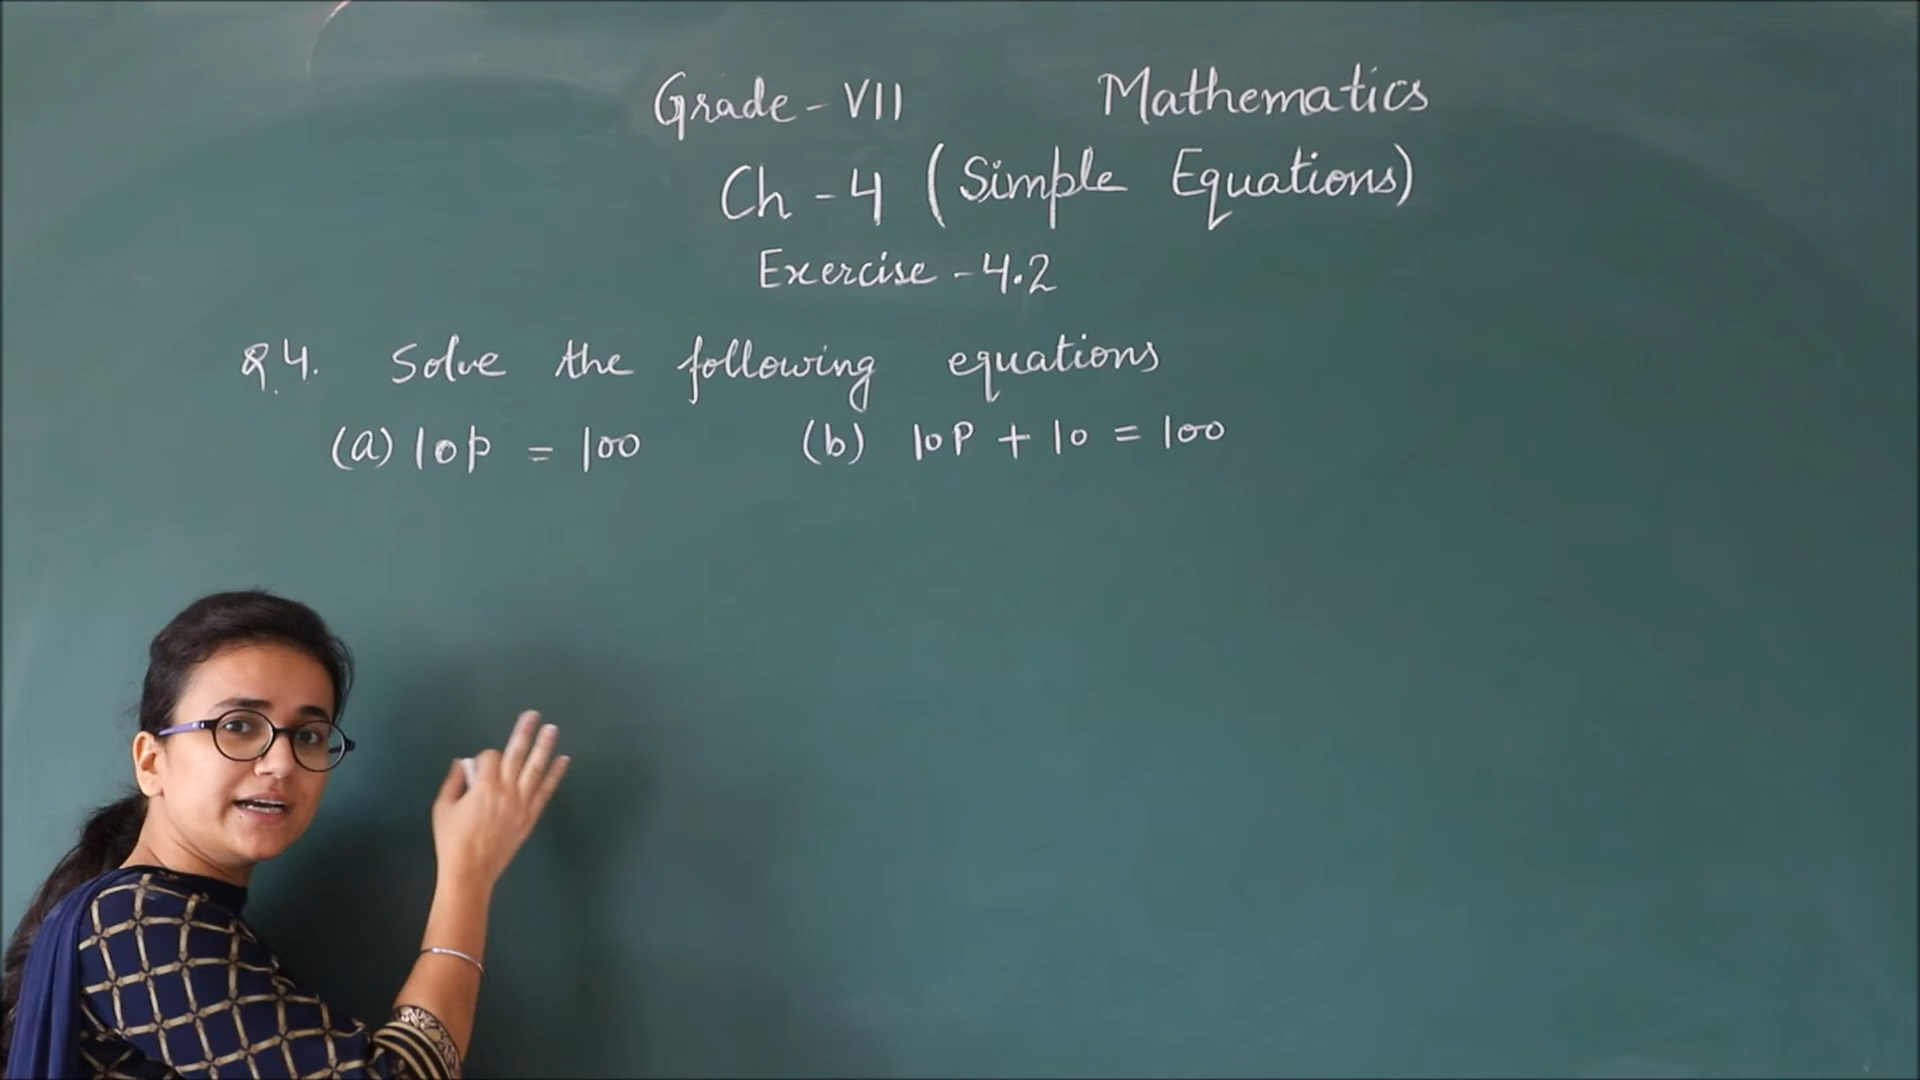 Grade - VII Mathematics
Ch - 4 (Simple Equations)
Exercise - 4.2
Q.4. Solve the following equations
(a) 10p = 100 (b) 10P + 10 = 100